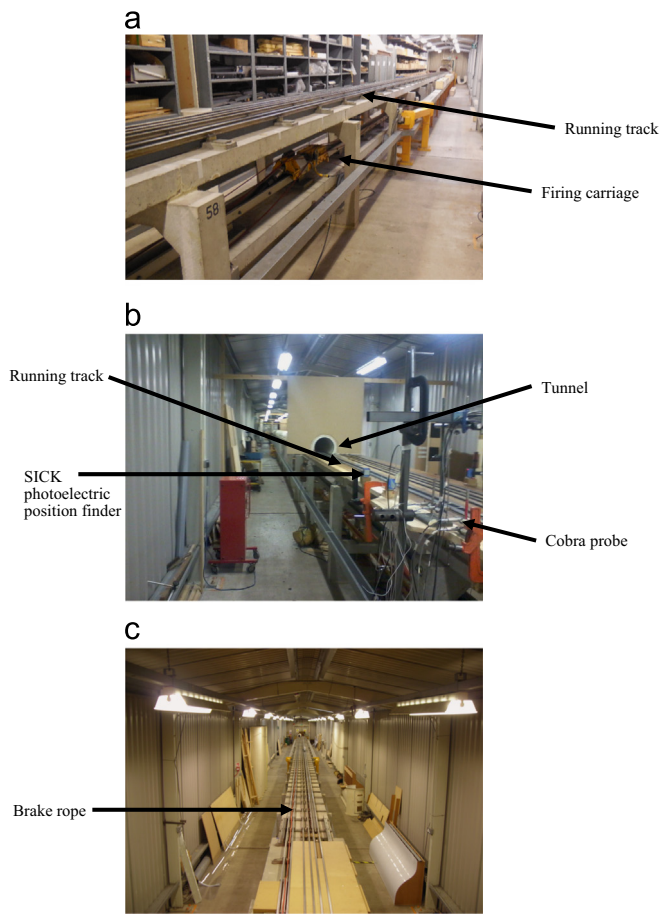 a
Running track
Firing carriage
58
b
Running track
Tunnel
SICK
photoelectric
position finder
Cobra probe
c
Brake rope